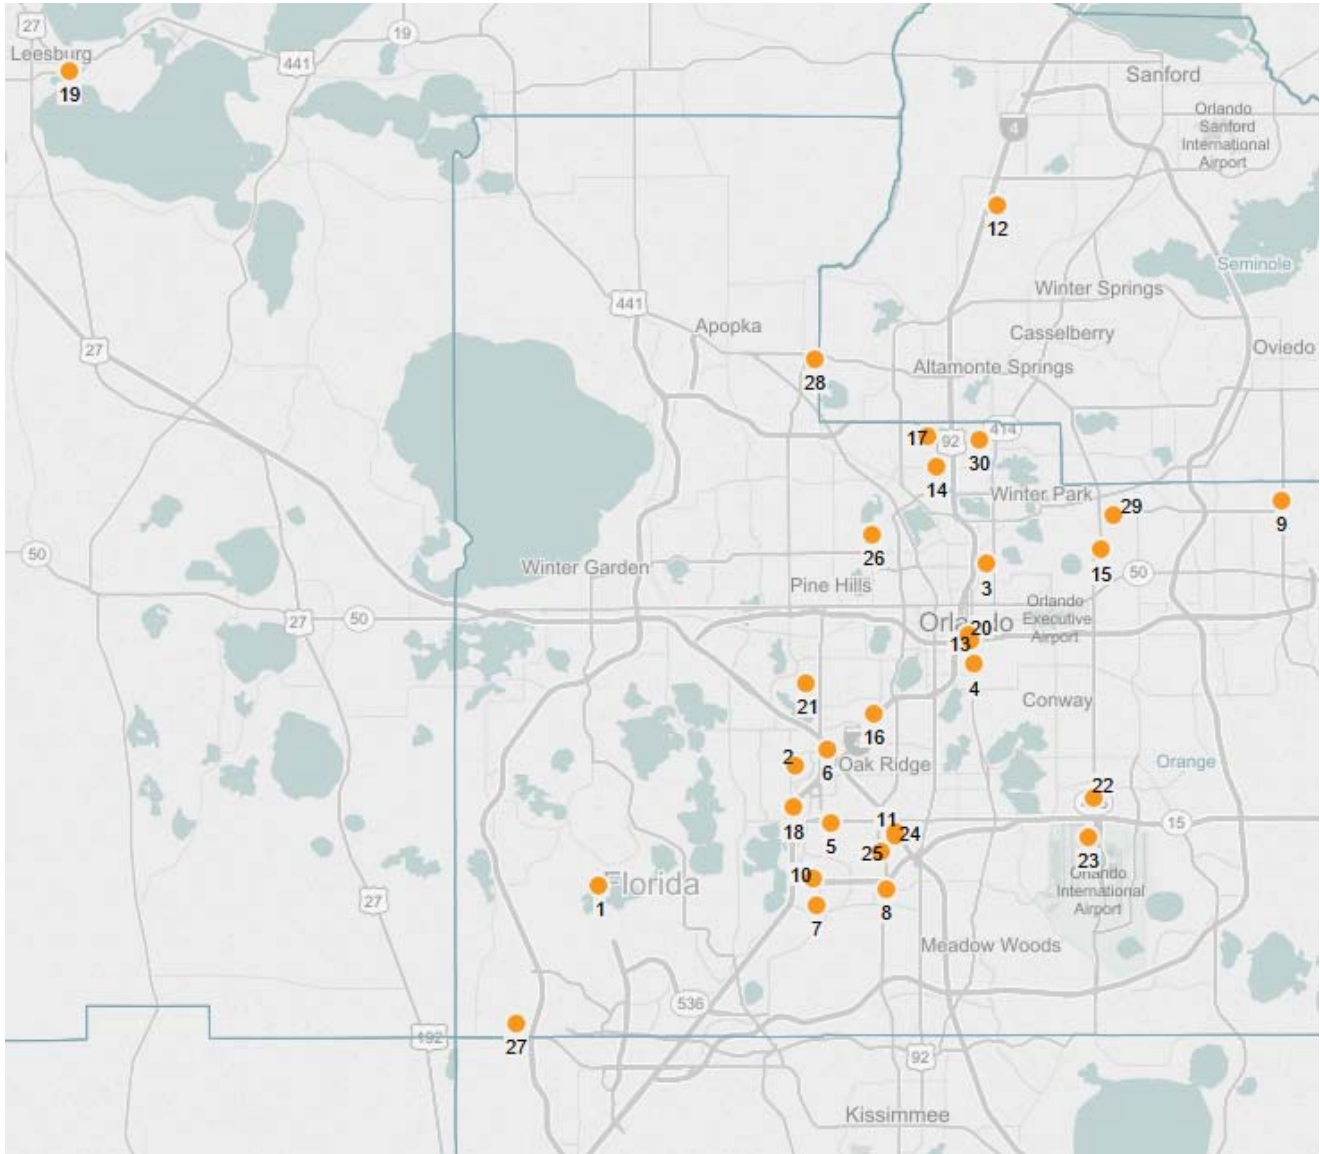 27
19
Leesburg
441
Sanford
19
Orlando
Sanford
International
Airport
4
12
Seminole
Winter Springs
441
Apopka
Casselberry
Oviedo
27
Altamonte Springs
28
17
92
414
30
14
Winter Park
29
9
50
26
15
Winter Garden
3
50
Pine Hills
Orlando
Executive
Airport
27
50
Orlando
20
13
4
21
Conway
16
2
6
Oak Ridge
Orange
22
18
5
11
24
15
25
23
10
Florida
Orlando
International
Airport
27
1
7
8
Meadow Woods
536
192
27
92
Kissimmee